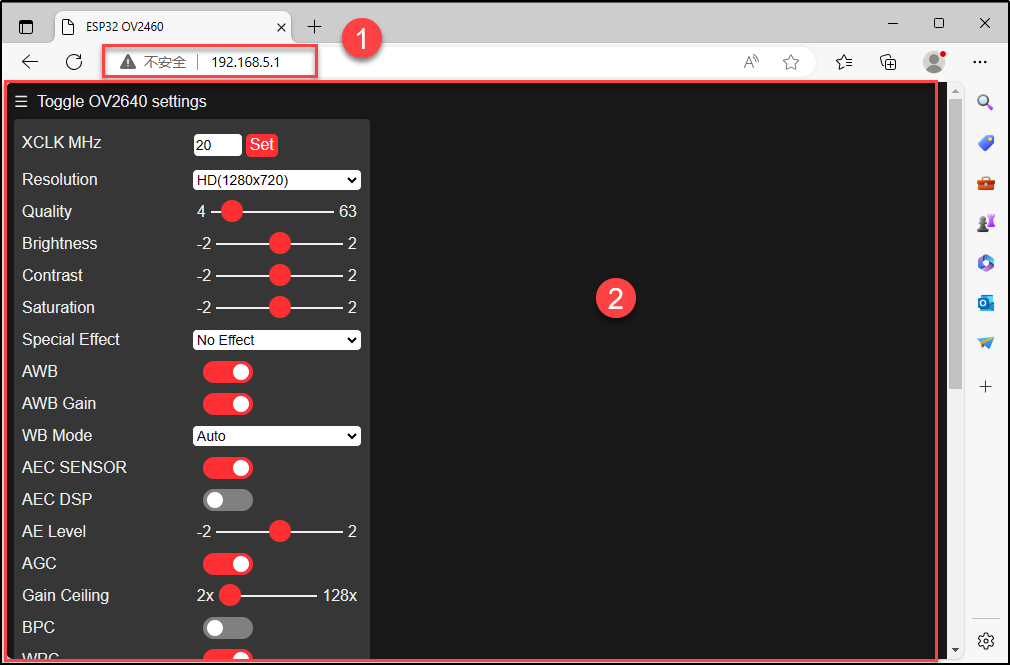 ESP32 OV2460
1
不安全 192.168.5.1
Toggle OV2640 settings
XCLK MHz 20 Set
Resolution HD(1280x720)
Quality 4 63
Brightness -2 2
Contrast -2 2
2
Saturation -2 2
Special Effect No Effect
AWB
AWB Gain
WB Mode Auto
AEC SENSOR
AEC DSP
AE Level -2 2
AGC
Gain Ceiling 2x 128x
BPC
WPC